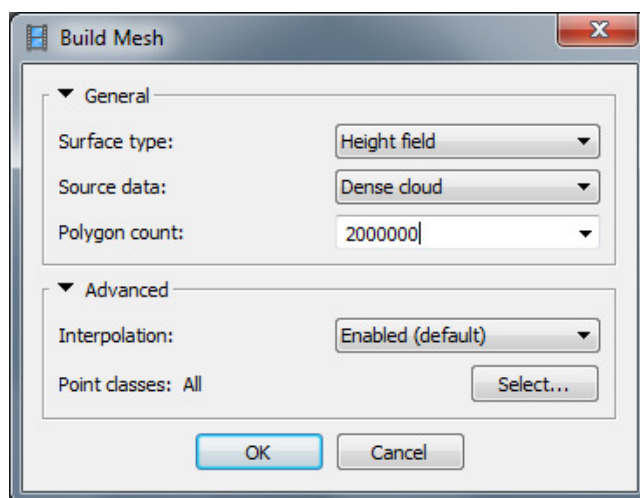 Build Mesh
General
Surface type: Height field
Source data: Dense cloud
Polygon count: 2000000
Advanced
Interpolation: Enabled (default)
Point classes: All Select...
OK Cancel